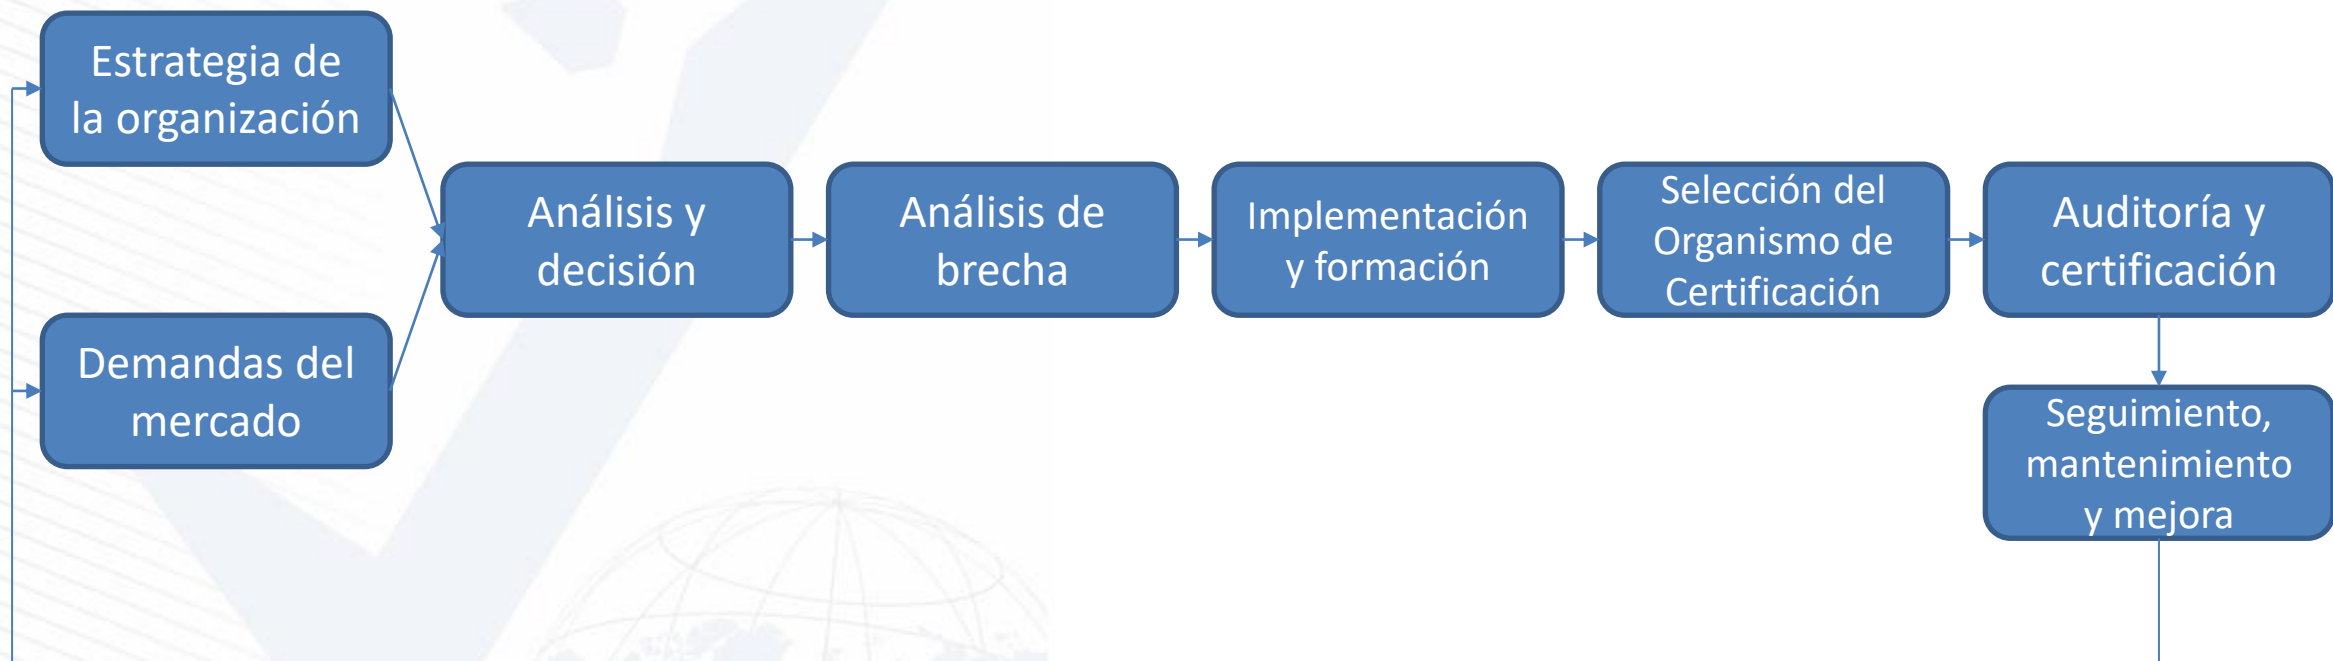 Estrategia de
la organización
Demandas del
mercado
Análisis y
decisión
Análisis de
brecha
Implementación
y formación
Selección del
Organismo de
Certificación
Auditoría y
certificación
Seguimiento,
mantenimiento
y mejora